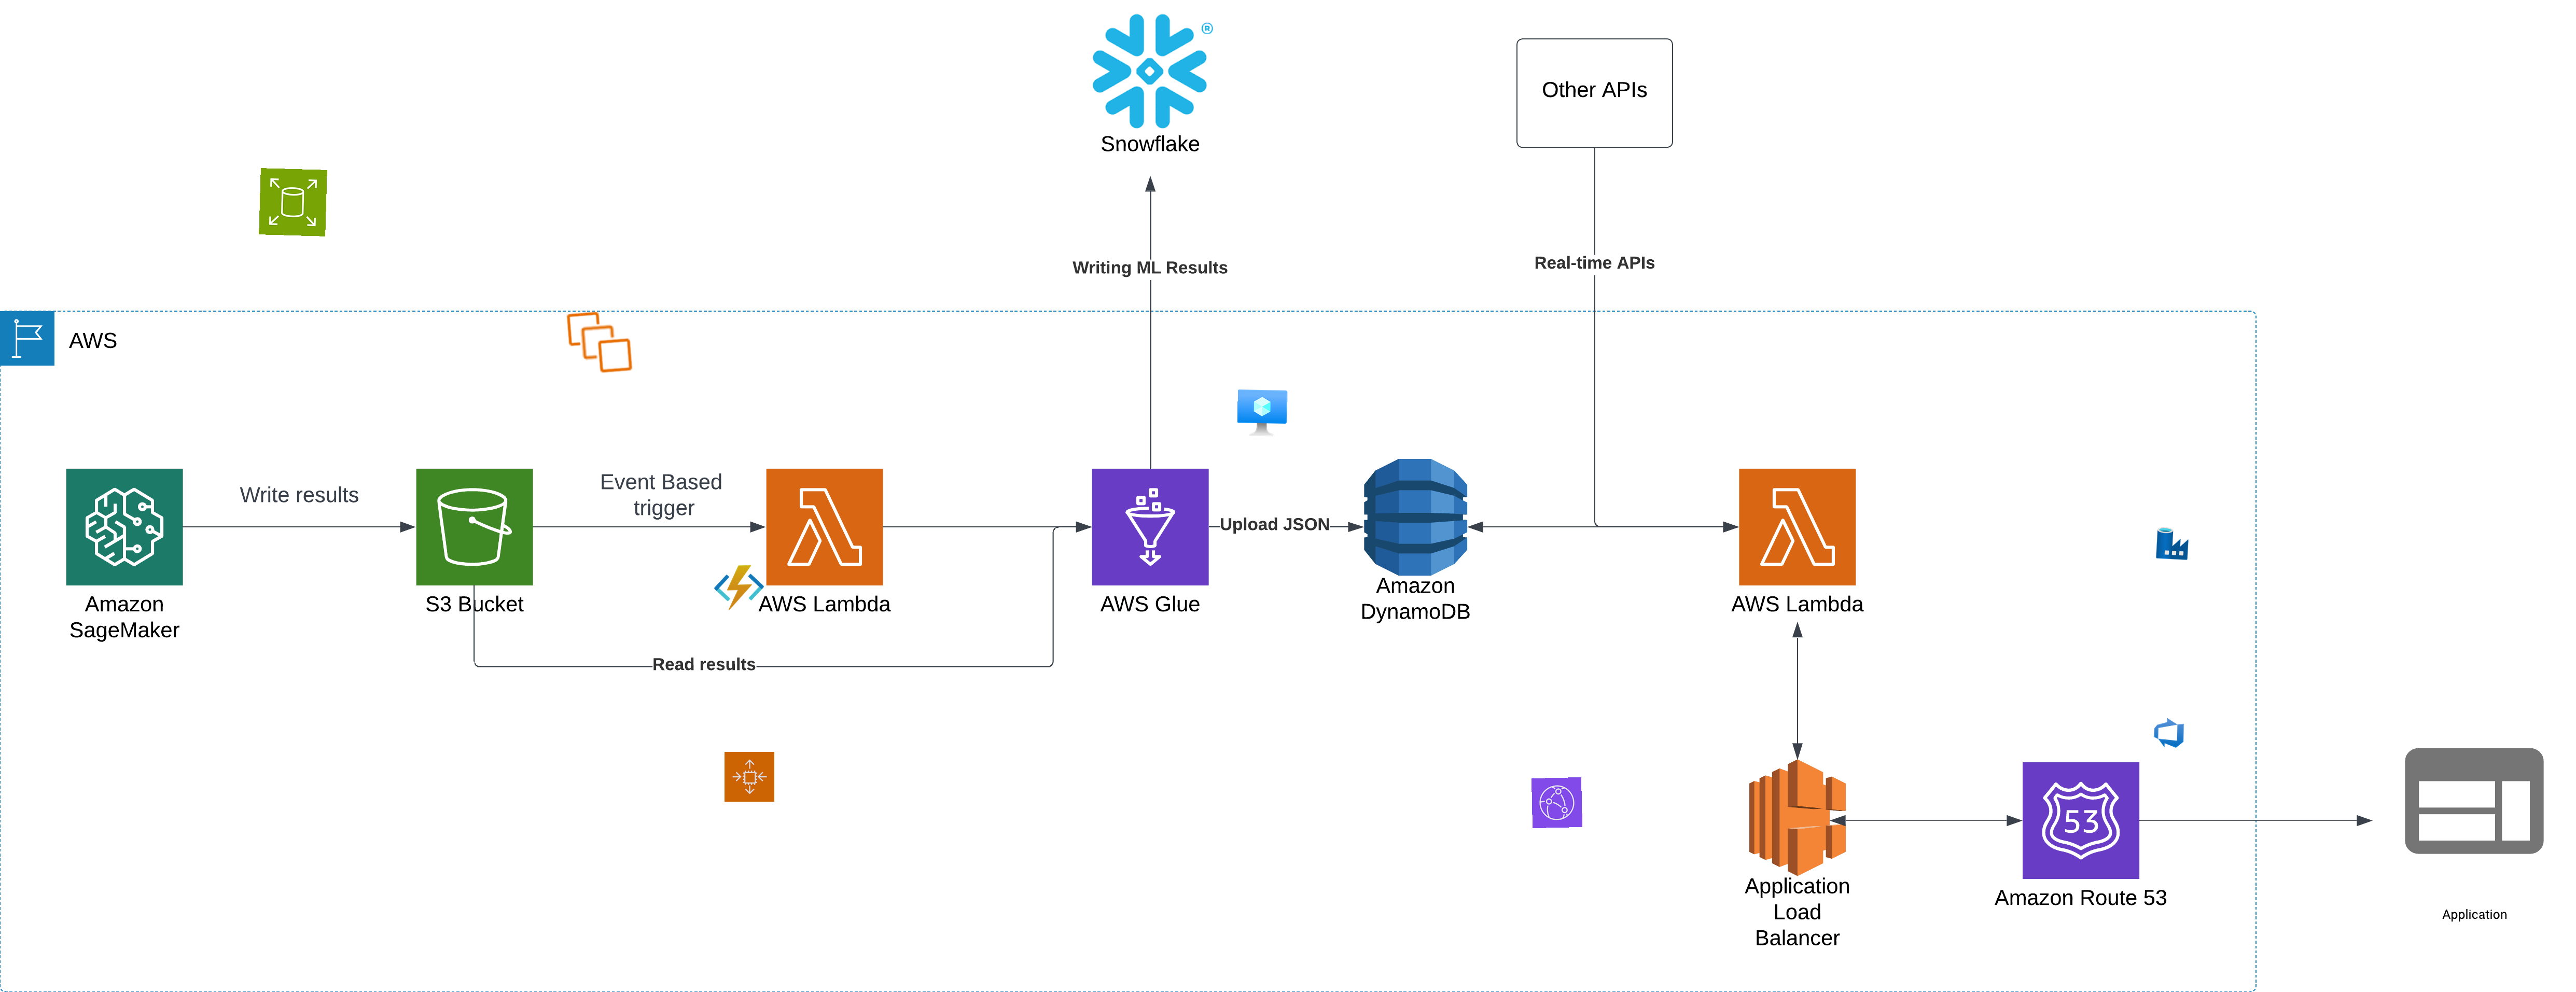 ®
Snowflake
Other APIs
Writing ML Results
Real-time APIs
AWS
Write results
Event Based
trigger
Upload JSON
Amazon
SageMaker
S3 Bucket
AWS Lambda
AWS Glue
Amazon
DynamoDB
AWS Lambda
Read results
53
Application
Load
Balancer
Amazon Route 53
Application